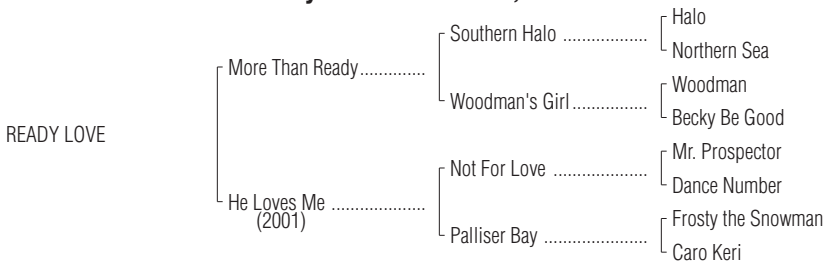 Halo
Southern Halo ..................
Northern Sea
More Than Ready..............
Woodman
Woodman's Girl................
Becky Be Good
READY LOVE
Mr. Prospector
Not For Love ...................
Dance Number
He Loves Me ....................
(2001)
Frosty the Snowman
Palliser Bay .....................
Caro Keri